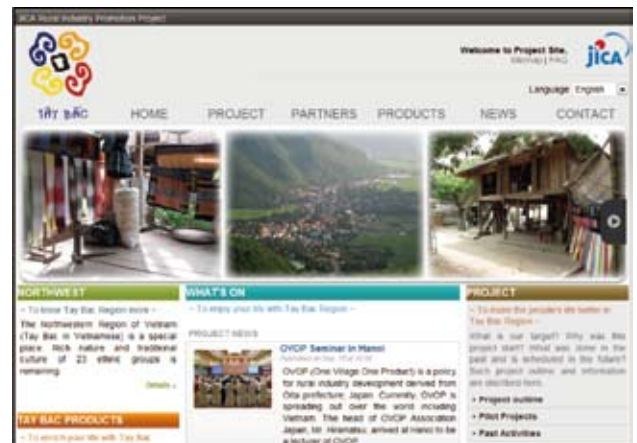 JICA Rural Industry Promotion Project
Welcome to Project Site.
Sitemap | FAQ
jICA
Language English
TÂY BẮC
HOME
PROJECT
PARTNERS
PRODUCTS
NEWS
CONTACT
NORTHWEST
~ To know Tay Bac Region more ~
The Northwestern Region of Vietnam
(Tay Bac in Vietnamese) is a special
place. Rich nature and traditional
culture of 23 ethnic groups is
remaining.
Details »
TAY BAC PRODUCTS
~ To enrich your life with Tay Bac
WHAT'S ON
~ To enjoy your life with Tay Bac Region ~
PROJECT NEWS
OVOP Seminar in Hanoi
OVOP (One Village One Product) is a policy
for rural industry development derived from
Oita prefecture, Japan. Currently, OVOP is
spreading out over the world including
Vietnam. The head of OVOP Association
Japan, Mr. Hiramatsu, arrived at Hanoi to be
a lecturer of OVOP
PROJECT
~ To make the people's life better in
Tay Bac Region ~
What is our target? Why was this
project start? What was done in the
past and is scheduled in the future?
Such project outline and information
are described here.
› Project outline
› Pilot Projects
› Past Activities